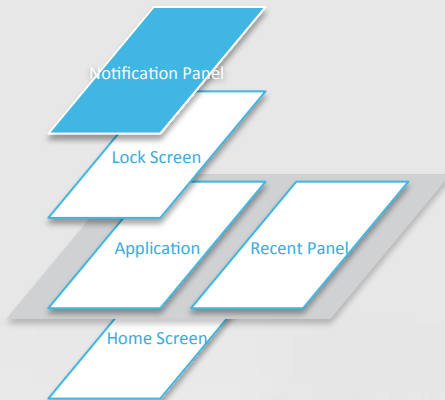 Notification Panel
Lock Screen
Application
Recent Panel
Home Screen